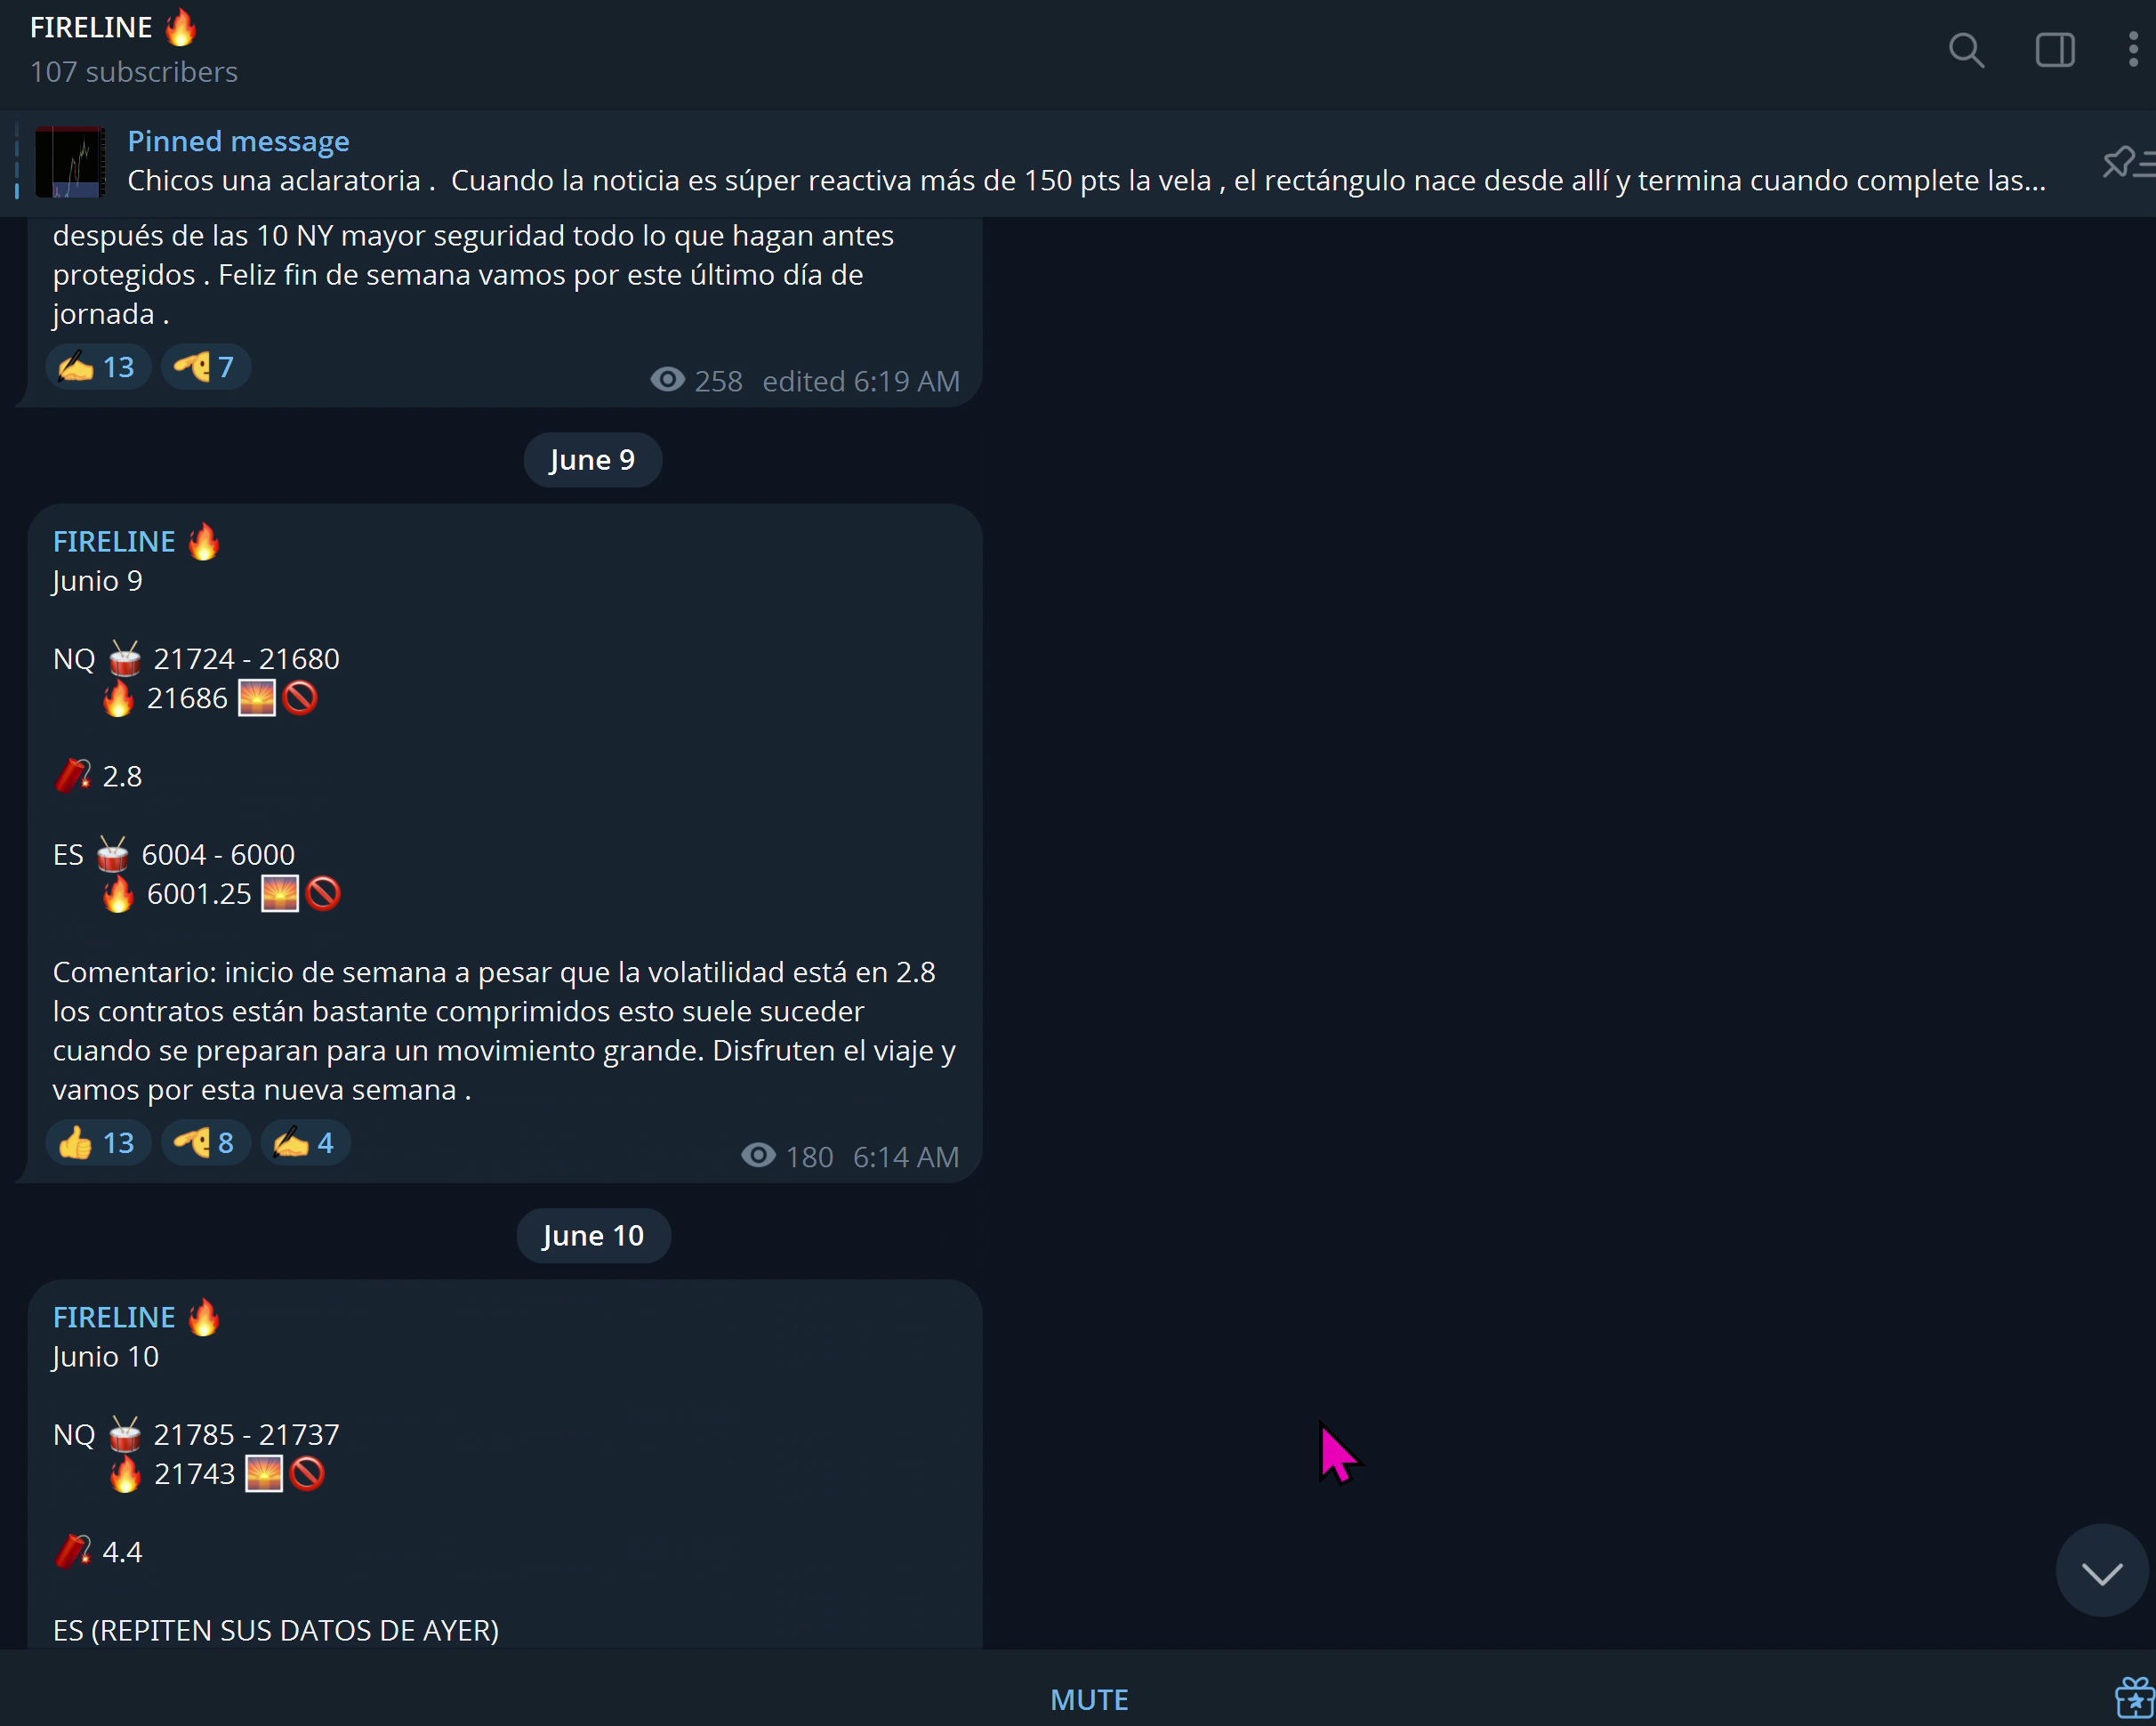 FIRELINE 🔥
107 subscribers
Pinned message
Chicos una aclaratoria .  Cuando la noticia es súper reactiva más de 150 pts la vela , el rectángulo nace desde allí y termina cuando complete las...
después de las 10 NY mayor seguridad todo lo que hagan antes
protegidos . Feliz fin de semana vamos por este último día de
jornada .
✍️ 13 🫤 7
258 edited 6:19 AM
June 9
FIRELINE 🔥
Junio 9
NQ 🥁 21724 - 21680
🔥 21686 🌅🚫
🧨 2.8
ES 🥁 6004 - 6000
🔥 6001.25 🌅🚫
Comentario: inicio de semana a pesar que la volatilidad está en 2.8
los contratos están bastante comprimidos esto suele suceder
cuando se preparan para un movimiento grande. Disfruten el viaje y
vamos por esta nueva semana .
👍 13 8 ✍️ 4
180 6:14 AM
June 10
FIRELINE 🔥
Junio 10
NQ 🥁 21785 - 21737
🔥 21743 🌅🚫
🧨 4.4
ES (REPITEN SUS DATOS DE AYER)
MUTE